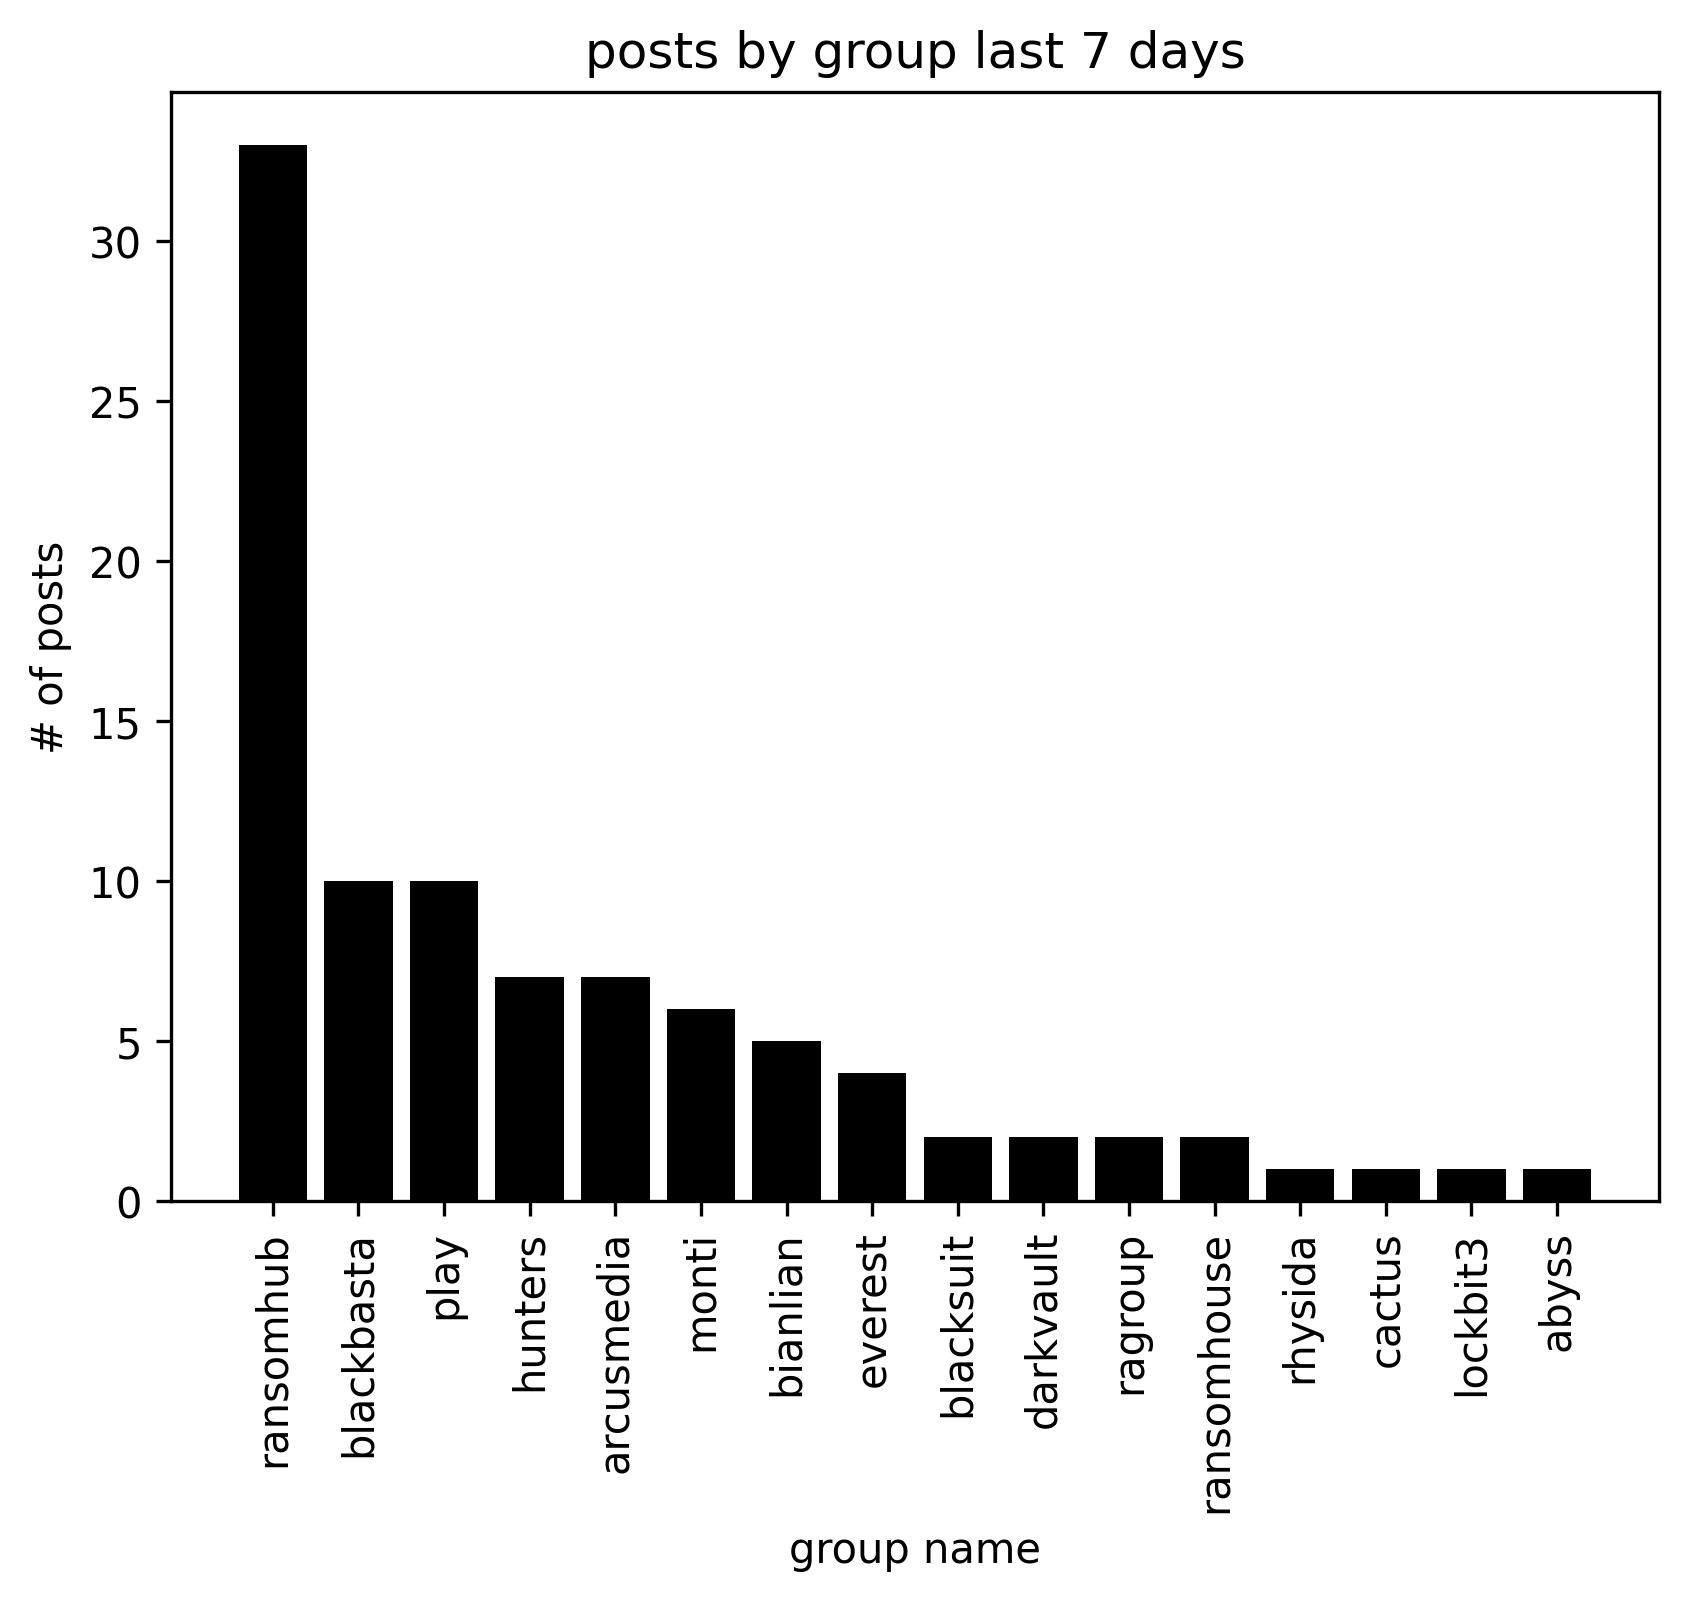 posts by group last 7 days
# of posts
30
25
20
15
10
5
0
ransomhub
blackbasta
play
hunters
arcusmedia
monti
bianlian
everest
blacksuit
darkvault
ragroup
ransomhouse
rhysida
cactus
lockbit3
abyss
group name